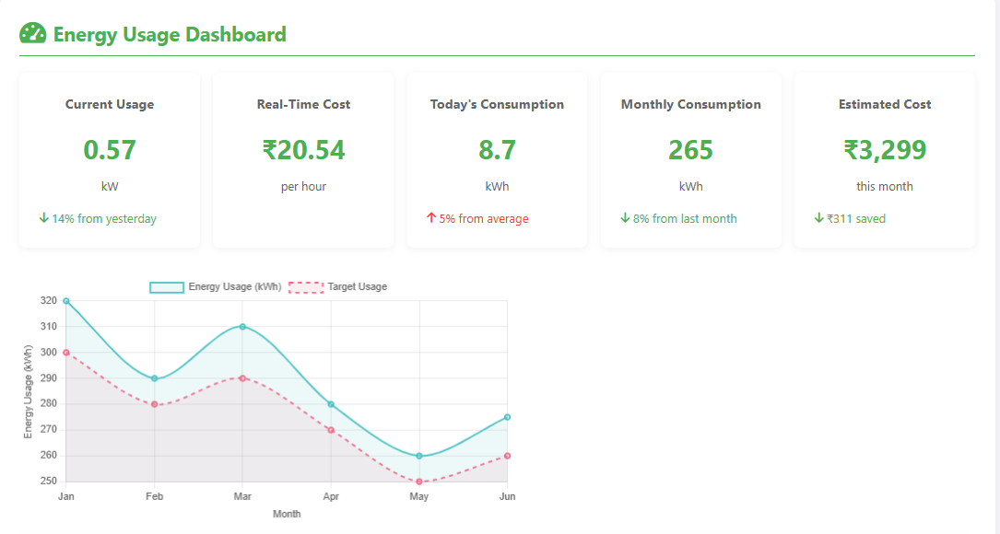 Energy Usage Dashboard
Current Usage
0.57
kW
↓ 14% from yesterday
Real-Time Cost
₹20.54
per hour
Today's Consumption
8.7
kWh
↑ 5% from average
Monthly Consumption
265
kWh
↓ 8% from last month
Estimated Cost
₹3,299
this month
↓ ₹311 saved
Energy Usage (kWh) Target Usage
Energy Usage (kWh)
320
310
300
290
280
270
260
250
Jan Feb Mar Apr May Jun
Month